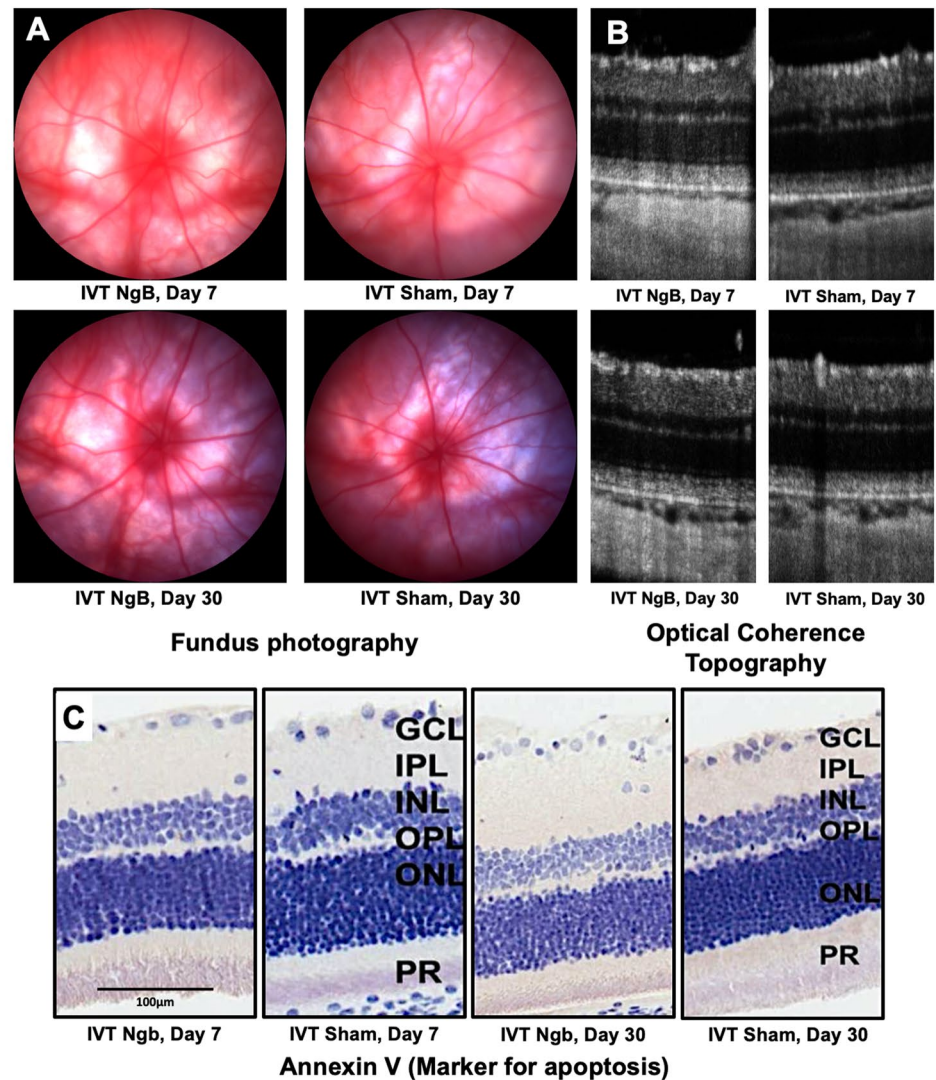 A
B
IVT NgB, Day 7
IVT Sham, Day 7
IVT NgB, Day 7
IVT Sham, Day 7
IVT NgB, Day 30
IVT Sham, Day 30
IVT NgB, Day 30
IVT Sham, Day 30
Fundus photography
Optical Coherence
Topography
C
GCL
IPL
INL
OPL
ONL
PR
GCL
IPL
INL
OPL
ONL
PR
100µm
IVT Ngb, Day 7
IVT Sham, Day 7
IVT Ngb, Day 30
IVT Sham, Day 30
Annexin V (Marker for apoptosis)